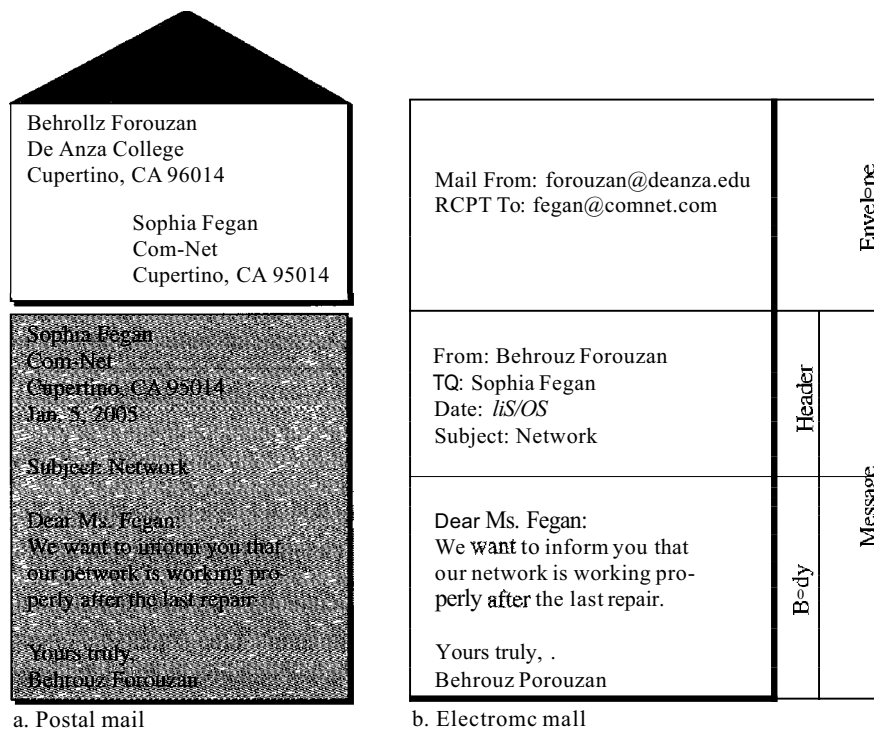 Behrollz Forouzan
De Anza College
Cupertino, CA 96014
Sophia Fegan
Com-Net
Cupertino, CA 95014
Sophia Fegan
Com-Net
Cupertino, CA 95014
Jan. 5, 2005
Subject: Network
Dear Ms. Fegan:
We want to inform you that
our network is working pro-
perly after the last repair.
Yours truly,
Behrouz Forouzan
a. Postal mail
Mail From: forouzan@deanza.edu
RCPT To: fegan@comnet.com
Envel=ne
From: Behrouz Forouzan
TQ: Sophia Fegan
Date: liS/OS
Subject: Network
Header
Message
Dear Ms. Fegan:
We want to inform you that
our network is working pro-
perly after the last repair.
Yours truly, .
Behrouz Porouzan
B=dy
b. Electromc mall